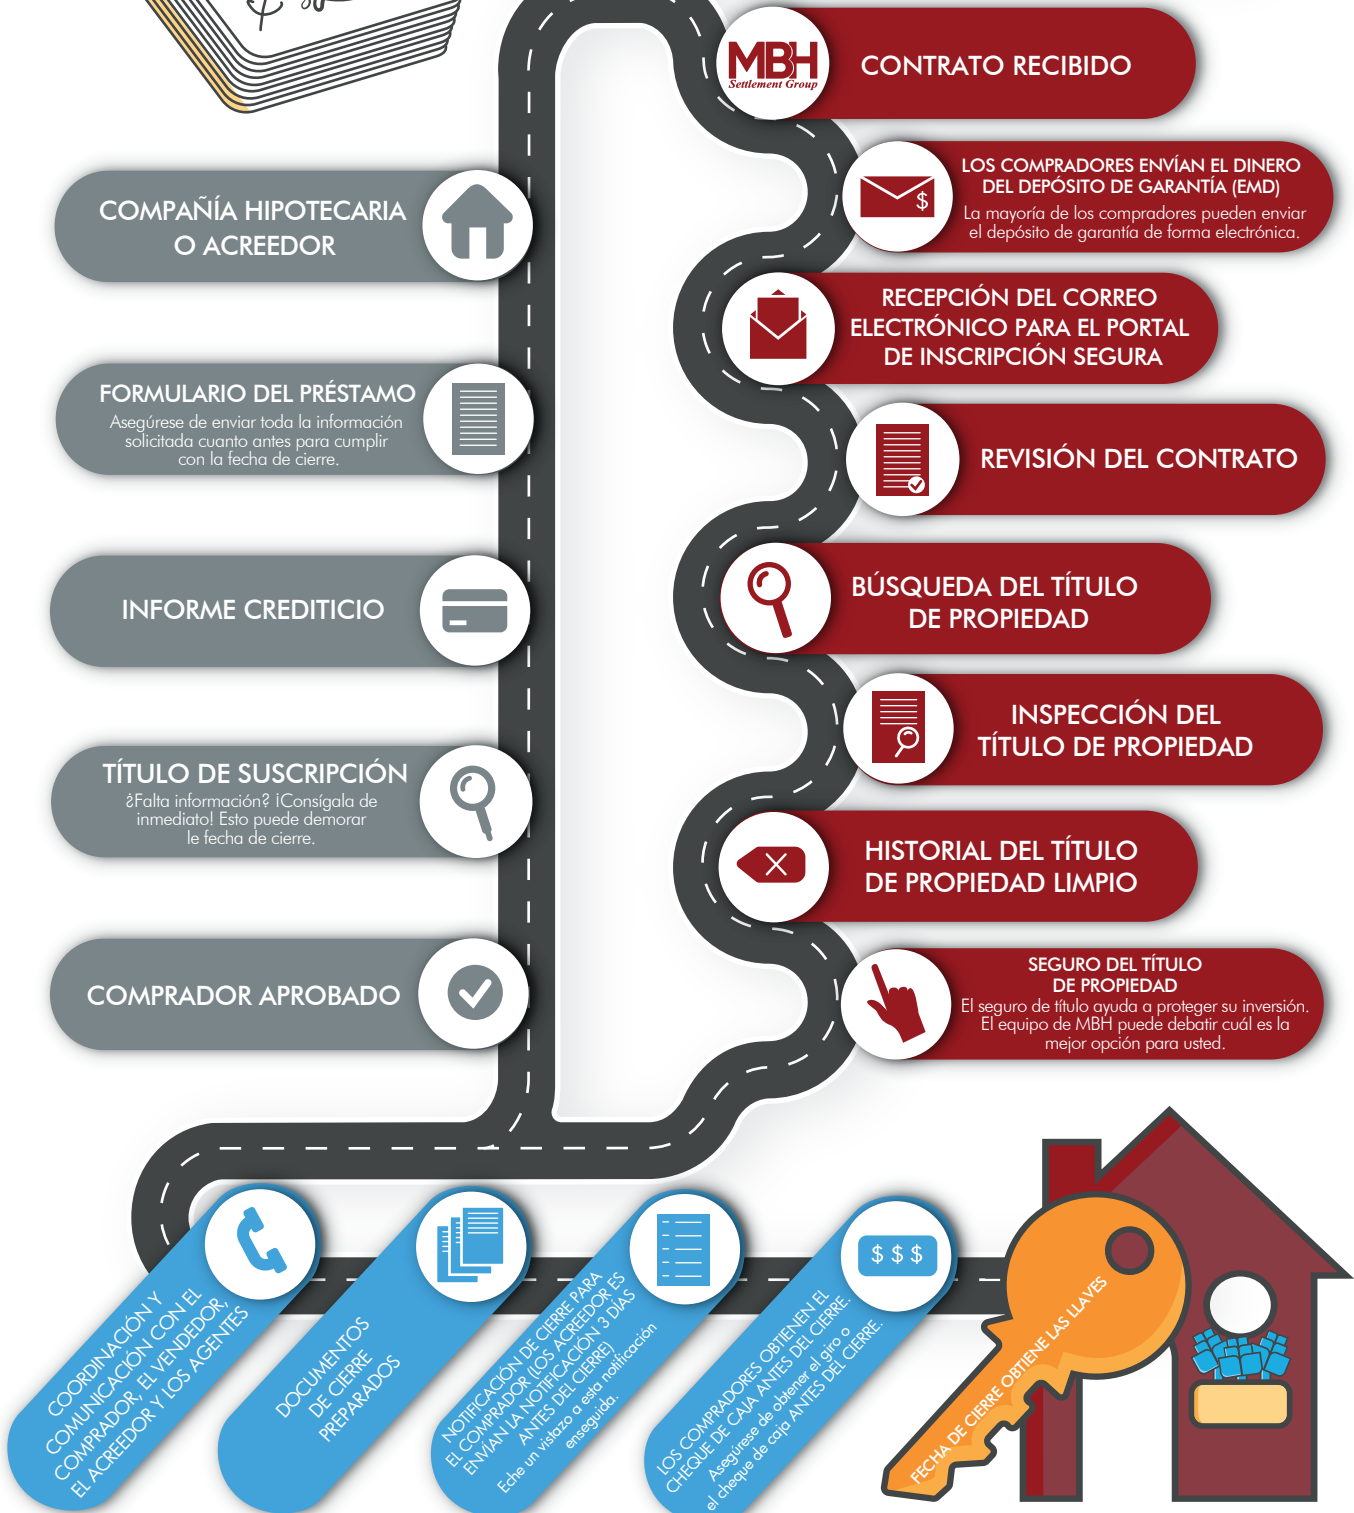 MBH
Settlement Group
CONTRATO RECIBIDO
LOS COMPRADORES ENVÍAN EL DINERO
DEL DEPÓSITO DE GARANTÍA (EMD)
La mayoría de los compradores pueden enviar
el depósito de garantía de forma electrónica.
$
RECEPCIÓN DEL CORREO
ELECTRÓNICO PARA EL PORTAL
DE INSCRIPCIÓN SEGURA
REVISIÓN DEL CONTRATO
BÚSQUEDA DEL TÍTULO
DE PROPIEDAD
INSPECCIÓN DEL
TÍTULO DE PROPIEDAD
HISTORIAL DEL TÍTULO
DE PROPIEDAD LIMPIO
SEGURO DEL TÍTULO
DE PROPIEDAD
El seguro de título ayuda a proteger su inversión.
El equipo de MBH puede debatir cuál es la
mejor opción para usted.
COMPAÑÍA HIPOTECARIA
O ACREEDOR
FORMULARIO DEL PRÉSTAMO
Asegúrese de enviar toda la información
solicitada cuanto antes para cumplir
con la fecha de cierre.
INFORME CREDITICIO
TÍTULO DE SUSCRIPCIÓN
¿Falta información? ¡Consígala de
inmediato! Esto puede demorar
le fecha de cierre.
COMPRADOR APROBADO
COORDINACIÓN Y
COMUNICACIÓN CON EL
COMPRADOR, EL VENDEDOR,
EL ACREEDOR Y LOS AGENTES
DOCUMENTOS
DE CIERRE
PREPARADOS
NOTIFICACIÓN DE CIERRE PARA
EL COMPRADOR (LOS ACREEDOR ES
ENVÍAN LA NOTIFICACIÓN 3 DÍAS
ANTES DEL CIERRE)
Eche un vistazo a esta notificación
enseguida.
$ $ $
LOS COMPRADORES OBTIENEN EL
CHEQUE DE CAJA ANTES DEL CIERRE.
Asegúrese de obtener el giro o
el cheque de caja ANTES DEL CIERRE.
FECHA DE CIERRE OBTIENE LAS LLAVES